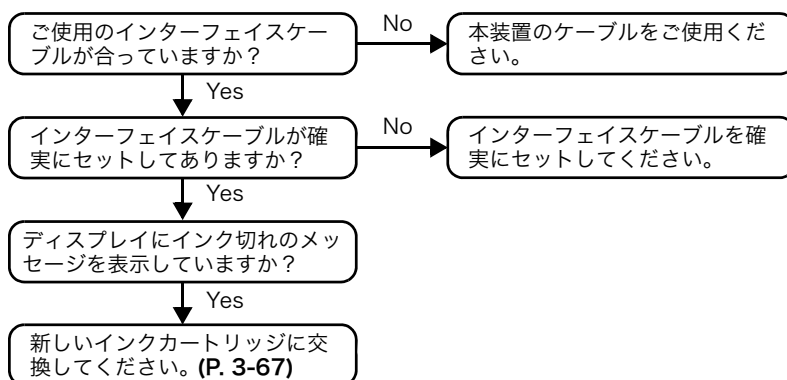 ご使用のインターフェイスケー
ブルが合っていますか？
No
本装置のケーブルをご使用くだ
さい。
Yes
インターフェイスケーブルが確
実にセットしてありますか？
No
インターフェイスケーブルを確
実にセットしてください。
Yes
ディスプレイにインク切れのメッ
セージを表示していますか？
Yes
新しいインクカートリッジに交
換してください。(P. 3-67)